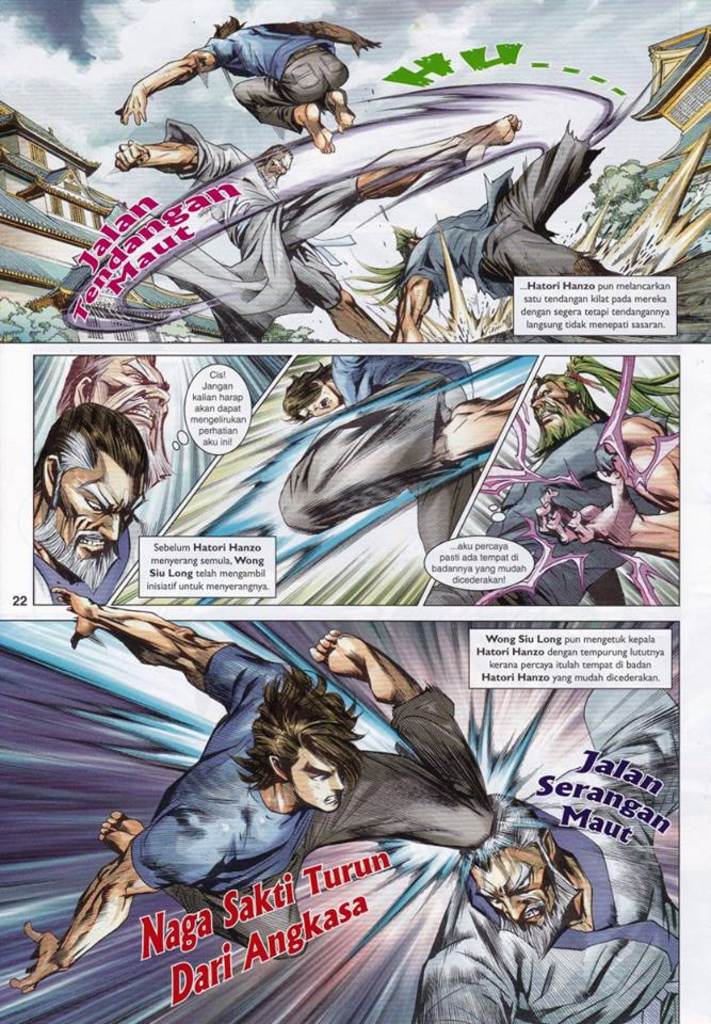 HU....
Jalan
Tendangan
Maut
...Hatori Hanzo pun melancarkan
satu tendangan kilat pada mereka
dengan segera tetapi tendangannya
langsung tidak menepati sasaran.
Cis!
Jangan
kalian harap
akan dapat
mengelirukan
perhatian
aku ini!
Sebelum Hatori Hanzo
menyerang semula, Wong
Siu Long telah mengambil
inisiatif untuk menyerangnya.
...aku percaya
pasti ada tempat di
badannya yang mudah
dicederakan!
22
Wong Siu Long pun mengetuk kepala
Hatori Hanzo dengan tempurung lututnya
kerana percaya itulah tempat di badan
Hatori Hanzo yang mudah dicederakan.
Jalan
Serangan
Maut
Naga Sakti Turun
Dari Angkasa